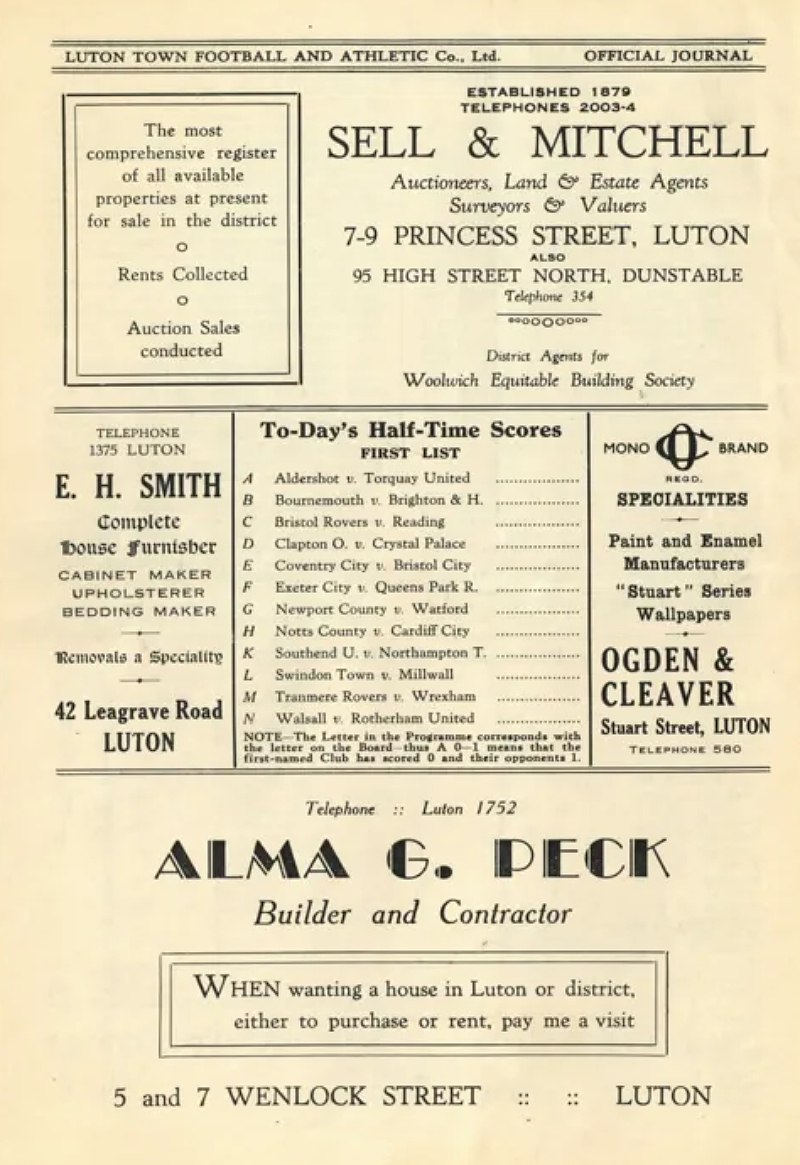 LUTON TOWN FOOTBALL AND ATHLETIC Co., Ltd. OFFICIAL JOURNAL
The most
comprehensive register
of all available
properties at present
for sale in the district
o
Rents Collected
o
Auction Sales
conducted
ESTABLISHED 1879
TELEPHONES 2003-4
SELL & MITCHELL
Auctioneers, Land & Estate Agents
Surveyors & Valuers
7-9 PRINCESS STREET, LUTON
ALSO
95 HIGH STREET NORTH, DUNSTABLE
Telephone 354
District Agents for
Woolwich Equitable Building Society
TELEPHONE
1375 LUTON
E. H. SMITH
Complete
House Furnisher
CABINET MAKER
UPHOLSTERER
BEDDING MAKER
Removals a Speciality
42 Leagrave Road
LUTON
To-Day's Half-Time Scores
FIRST LIST
A Aldershot v. Torquay United ...................
B Bournemouth v. Brighton & H. ...................
C Bristol Rovers v. Reading ...................
D Clapton O. v. Crystal Palace ...................
E Coventry City v. Bristol City ...................
F Exeter City v. Queens Park R. ...................
G Newport County v. Watford ...................
H Notts County v. Cardiff City ...................
K Southend U. v. Northampton T. ...................
L Swindon Town v. Millwall ...................
M Tranmere Rovers v. Wrexham ...................
N Walsall v. Rotherham United ...................
NOTE—The Letter in the Programme corresponds with
the letter on the Board—thus A 0—1 means that the
first-named Club has scored 0 and their opponents 1.
MONO OC BRAND
REGD.
SPECIALITIES
Paint and Enamel
Manufacturers
"Stuart" Series
Wallpapers
OGDEN &
CLEAVER
Stuart Street, LUTON
TELEPHONE 580
Telephone :: Luton 1752
ALMA G. PECK
Builder and Contractor
WHEN wanting a house in Luton or district,
either to purchase or rent, pay me a visit
5 and 7 WENLOCK STREET :: :: LUTON